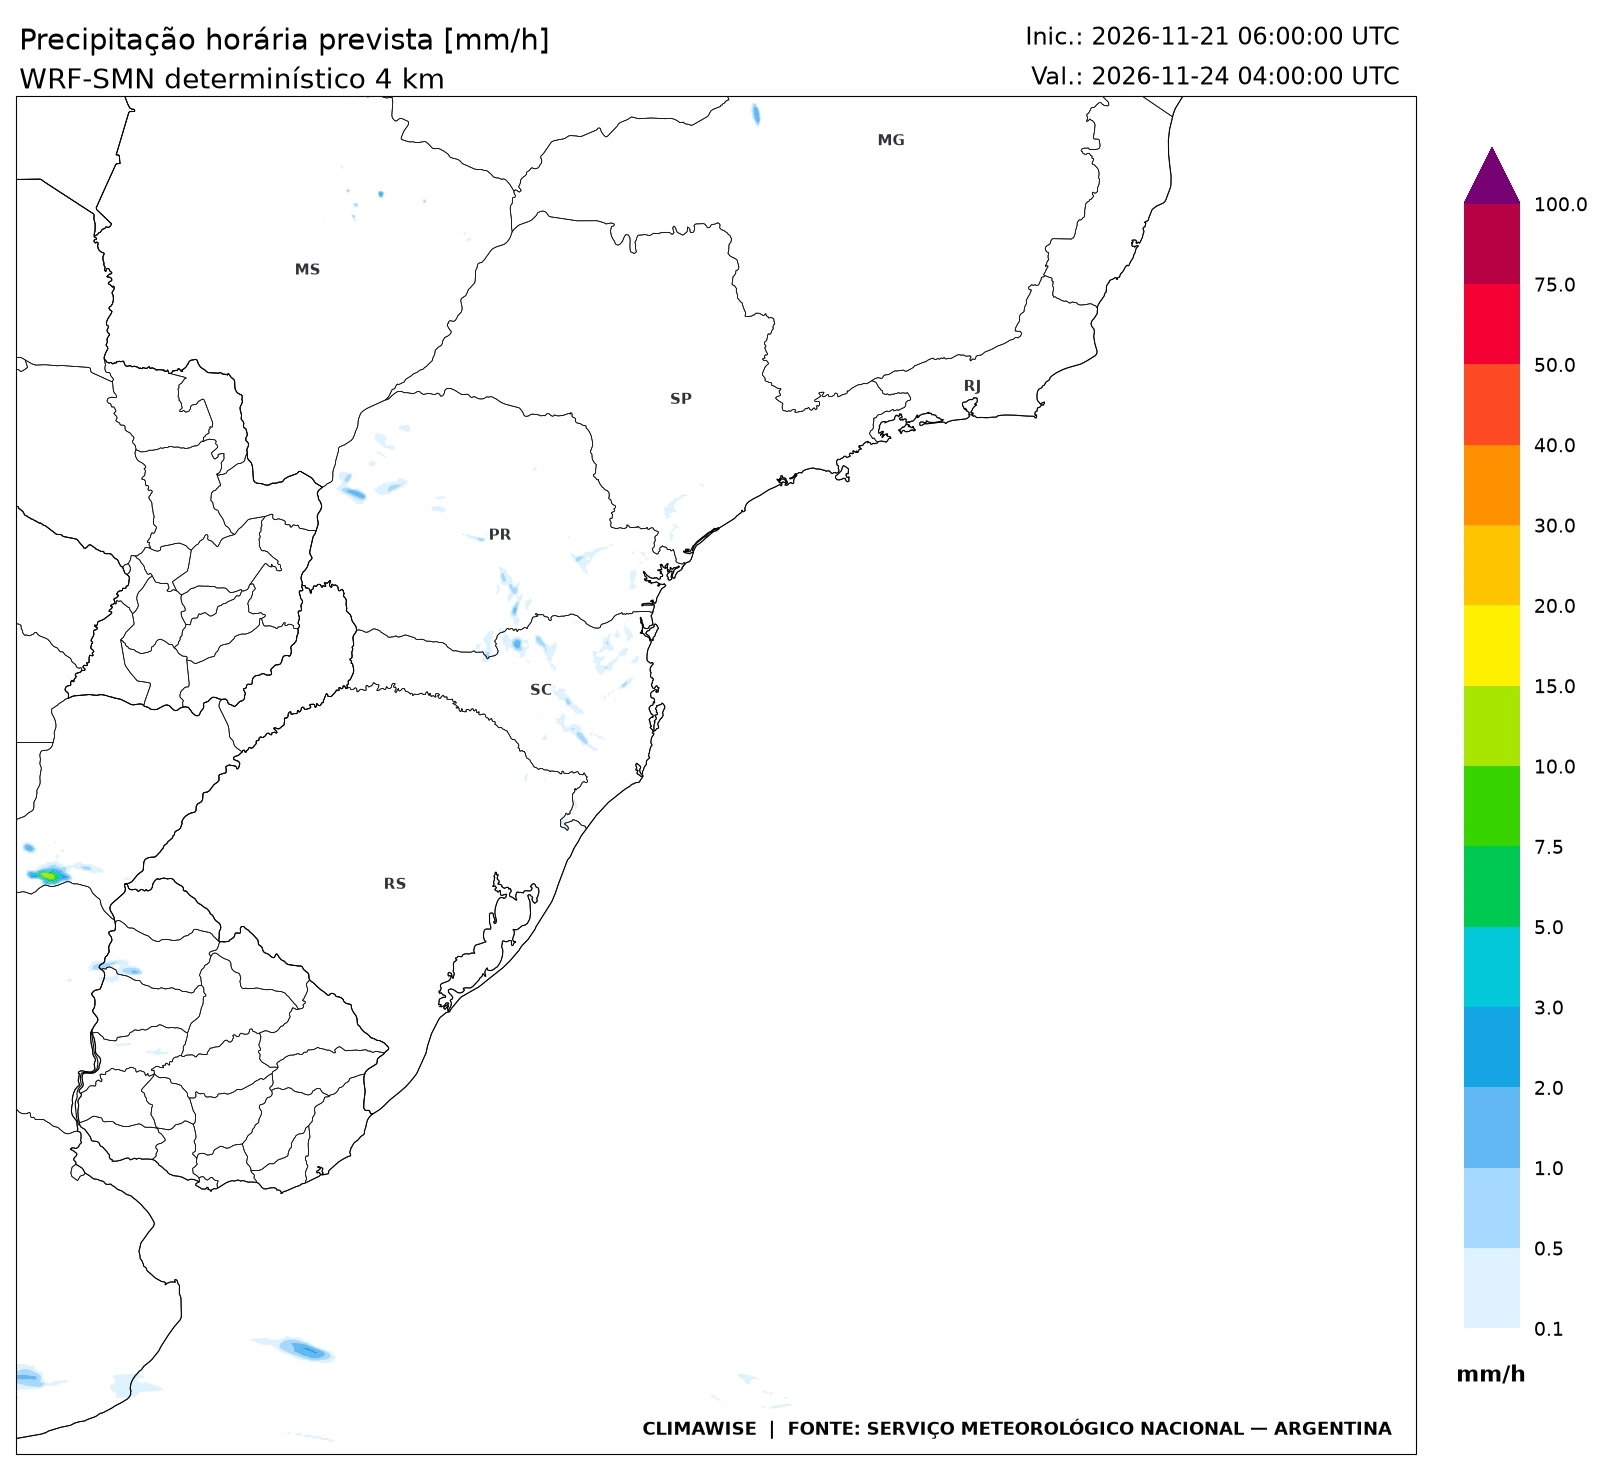 Precipitação horária prevista [mm/h]
WRF-SMN determinístico 4 km
Inic.: 2026-11-21 06:00:00 UTC
Val.: 2026-11-24 04:00:00 UTC
MG
MS
SP
RJ
PR
SC
RS
100.0
75.0
50.0
40.0
30.0
20.0
15.0
10.0
7.5
5.0
3.0
2.0
1.0
0.5
0.1
mm/h
CLIMAWISE | FONTE: SERVIÇO METEOROLÓGICO NACIONAL — ARGENTINA